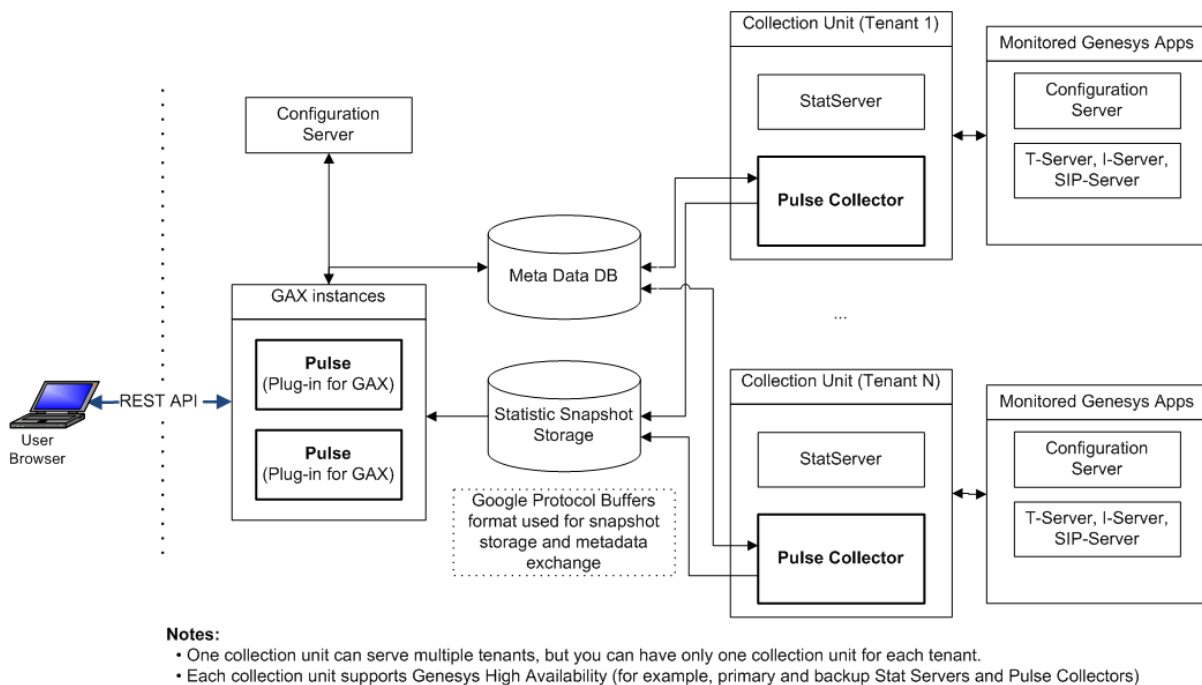 Collection Unit (Tenant 1)
Monitored Genesys Apps
StatServer
Configuration
Server
Configuration
Server
T-Server, I-Server,
SIP-Server
Pulse Collector
Meta Data DB
GAX instances
...
Pulse
(Plug-in for GAX)
REST API
User
Browser
Statistic Snapshot
Storage
Collection Unit (Tenant N)
Monitored Genesys Apps
Pulse
(Plug-in for GAX)
StatServer
Configuration
Server
Google Protocol Buffers
format used for snapshot
storage and metadata
exchange
T-Server, I-Server,
SIP-Server
Pulse Collector
Notes:
• One collection unit can serve multiple tenants, but you can have only one collection unit for each tenant.
• Each collection unit supports Genesys High Availability (for example, primary and backup Stat Servers and Pulse Collectors)